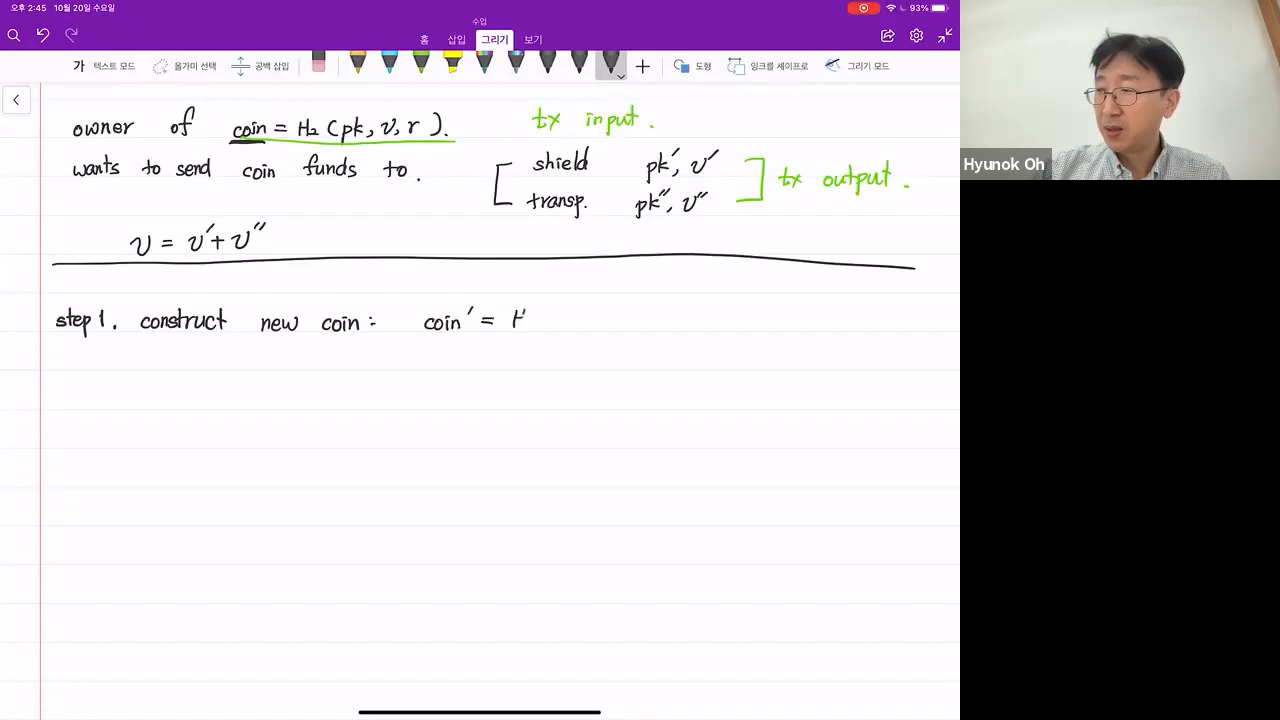 오후 2:45 10월 20일 수요일
93%
수업
홈 삽입 그리기 보기
가 텍스트 모드 올가미 선택 공백 삽입 도형 잉크를 셰이프로 그리기 모드
owner of coin = H2 (pk, v, r).
tx input.
wants to send coin funds to.
shield pk', v'
transp. pk", v"
tx output.
v = v' + v"
step 1. construct new coin: coin' = H
Hyunok Oh